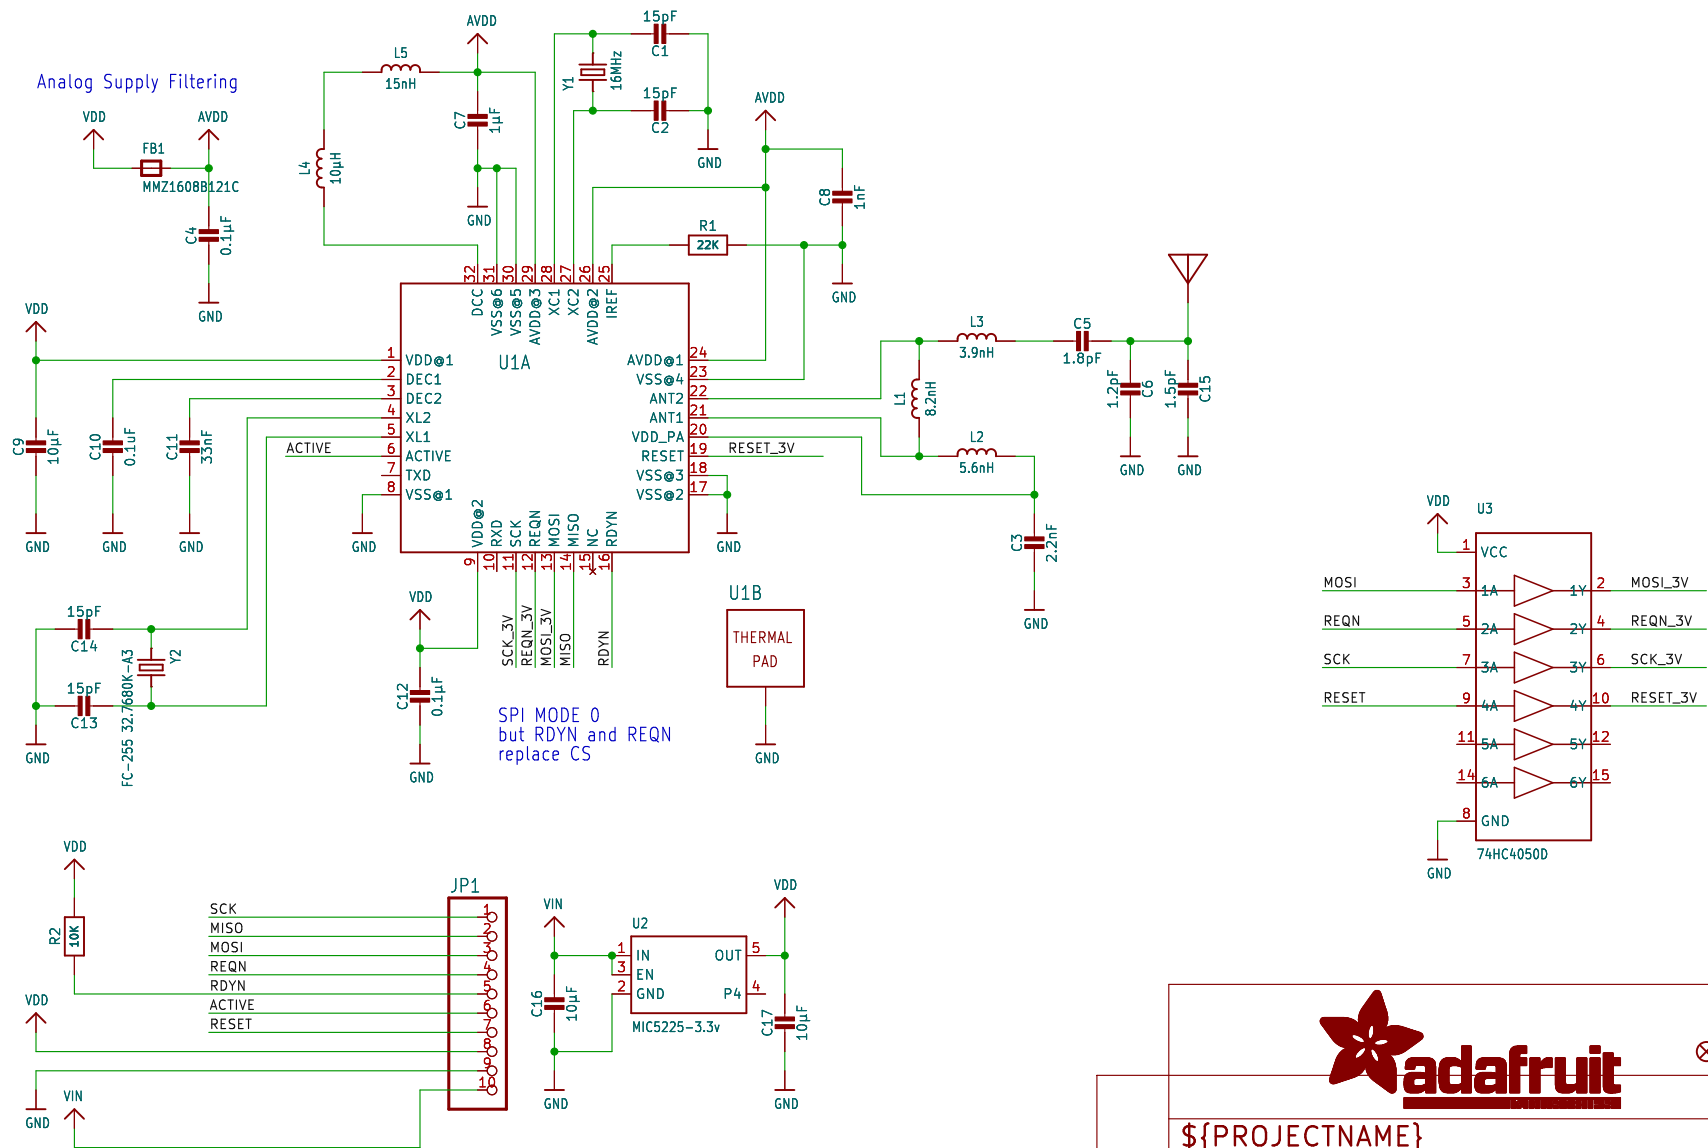 Analog Supply Filtering
VDD
AVDD
FB1
MMZ1608B121C
C4
0.1µF
GND
L5
15nH
AVDD
L4
10µH
C7
1µF
GND
15pF
C1
Y1
16MHz
15pF
C2
GND
AVDD
C8
1nF
GND
R1
22K
VDD
C9
10µF
GND
C10
0.1uF
GND
C11
33nF
GND
ACTIVE
GND
U1A
32 31 30 29 28 27 26 25
DCC
VSS@6
VSS@5
AVDD@3
XC1
XC2
AVDD@2
IREF
1 VDD@1
2 DEC1
3 DEC2
4 XL2
5 XL1
6 ACTIVE
7 TXD
8 VSS@1
AVDD@1 24
VSS@4 23
ANT2 22
ANT1 21
VDD_PA 20
RESET 19
VSS@3 18
VSS@2 17
VDD@2
RXD
SCK
REQN
MOSI
MISO
NC
RDYN
9 10 11 12 13 14 15 16
SCK_3V
REQN_3V
MOSI_3V
MISO
RDYN
RESET_3V
GND
L3
3.9nH
C5
1.8pF
L1
8.2nH
L2
5.6nH
1.2pF
C6
GND
1.5pF
C15
GND
C3
2.2nF
GND
15pF
C14
15pF
C13
GND
Y2
FC-255 32.7680K-A3
VDD
C12
0.1µF
GND
SPI MODE 0
but RDYN and REQN
replace CS
U1B
THERMAL
PAD
GND
VDD
U3
1 VCC
MOSI 3 1A 1Y 2 MOSI_3V
REQN 5 2A 2Y 4 REQN_3V
SCK 7 3A 3Y 6 SCK_3V
RESET 9 4A 4Y 10 RESET_3V
11 5A 5Y 12
14 6A 6Y 15
8 GND
74HC4050D
GND
VDD
R2
10K
JP1
SCK 1
MISO 2
MOSI 3
REQN 4
RDYN 5
ACTIVE 6
RESET 7
VDD 8
9
10
GND
VIN
VIN
C16
10µF
GND
U2
1 IN
3 EN
2 GND
OUT 5
P4 4
MIC5225-3.3v
VDD
C17
10µF
GND
adafruit
${PROJECTNAME}